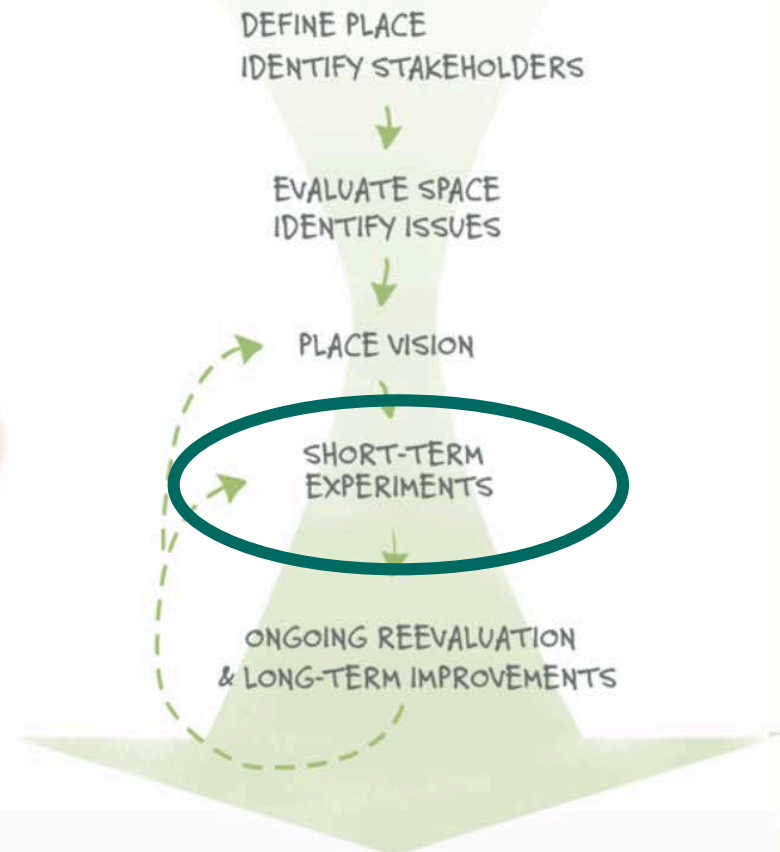 DEFINE PLACE
IDENTIFY STAKEHOLDERS
EVALUATE SPACE
IDENTIFY ISSUES
PLACE VISION
SHORT-TERM
EXPERIMENTS
ONGOING REEVALUATION
& LONG-TERM IMPROVEMENTS